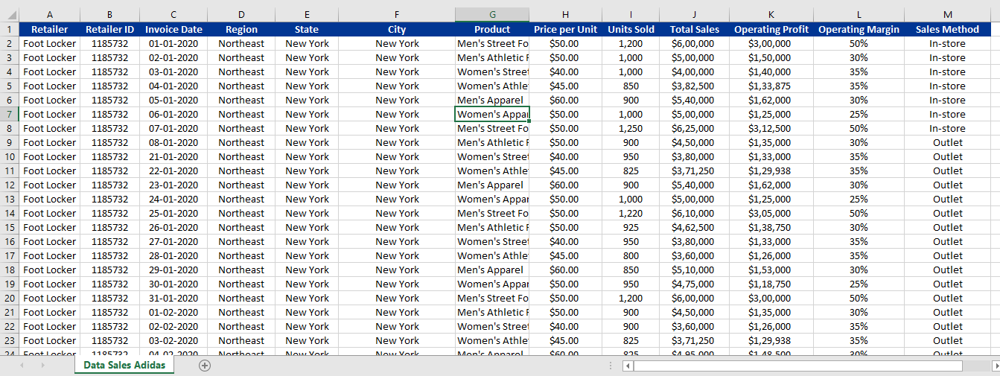 A B C D E F G H I J K L M
1 Retailer Retailer ID Invoice Date Region State City Product Price per Unit Units Sold Total Sales Operating Profit Operating Margin Sales Method
2 Foot Locker 1185732 01-01-2020 Northeast New York New York Men's Street Fo $50.00 1,200 $6,00,000 $3,00,000 50% In-store
3 Foot Locker 1185732 02-01-2020 Northeast New York New York Men's Athletic F $50.00 1,000 $5,00,000 $1,50,000 30% In-store
4 Foot Locker 1185732 03-01-2020 Northeast New York New York Women's Street $40.00 1,000 $4,00,000 $1,40,000 35% In-store
5 Foot Locker 1185732 04-01-2020 Northeast New York New York Women's Athle $45.00 850 $3,82,500 $1,33,875 35% In-store
6 Foot Locker 1185732 05-01-2020 Northeast New York New York Men's Apparel $60.00 900 $5,40,000 $1,62,000 30% In-store
7 Foot Locker 1185732 06-01-2020 Northeast New York New York Women's Appar $50.00 1,000 $5,00,000 $1,25,000 25% In-store
8 Foot Locker 1185732 07-01-2020 Northeast New York New York Men's Street Fo $50.00 1,250 $6,25,000 $3,12,500 50% In-store
9 Foot Locker 1185732 08-01-2020 Northeast New York New York Men's Athletic F $50.00 900 $4,50,000 $1,35,000 30% Outlet
10 Foot Locker 1185732 21-01-2020 Northeast New York New York Women's Street $40.00 950 $3,80,000 $1,33,000 35% Outlet
11 Foot Locker 1185732 22-01-2020 Northeast New York New York Women's Athle $45.00 825 $3,71,250 $1,29,938 35% Outlet
12 Foot Locker 1185732 23-01-2020 Northeast New York New York Men's Apparel $60.00 900 $5,40,000 $1,62,000 30% Outlet
13 Foot Locker 1185732 24-01-2020 Northeast New York New York Women's Appar $50.00 1,000 $5,00,000 $1,25,000 25% Outlet
14 Foot Locker 1185732 25-01-2020 Northeast New York New York Men's Street Fo $50.00 1,220 $6,10,000 $3,05,000 50% Outlet
15 Foot Locker 1185732 26-01-2020 Northeast New York New York Men's Athletic F $50.00 925 $4,62,500 $1,38,750 30% Outlet
16 Foot Locker 1185732 27-01-2020 Northeast New York New York Women's Street $40.00 950 $3,80,000 $1,33,000 35% Outlet
17 Foot Locker 1185732 28-01-2020 Northeast New York New York Women's Athle $45.00 800 $3,60,000 $1,26,000 35% Outlet
18 Foot Locker 1185732 29-01-2020 Northeast New York New York Men's Apparel $60.00 850 $5,10,000 $1,53,000 30% Outlet
19 Foot Locker 1185732 30-01-2020 Northeast New York New York Women's Appar $50.00 950 $4,75,000 $1,18,750 25% Outlet
20 Foot Locker 1185732 31-01-2020 Northeast New York New York Men's Street Fo $50.00 1,200 $6,00,000 $3,00,000 50% Outlet
21 Foot Locker 1185732 01-02-2020 Northeast New York New York Men's Athletic F $50.00 900 $4,50,000 $1,35,000 30% Outlet
22 Foot Locker 1185732 02-02-2020 Northeast New York New York Women's Street $40.00 900 $3,60,000 $1,26,000 35% Outlet
23 Foot Locker 1185732 03-02-2020 Northeast New York New York Women's Athle $45.00 825 $3,71,250 $1,29,938 35% Outlet
24 Foot Locker 1185732 04-02-2020 Northeast New York New York Men's Apparel $60.00 825 $4,95,000 $1,48,500 30% Outlet
Data Sales Adidas